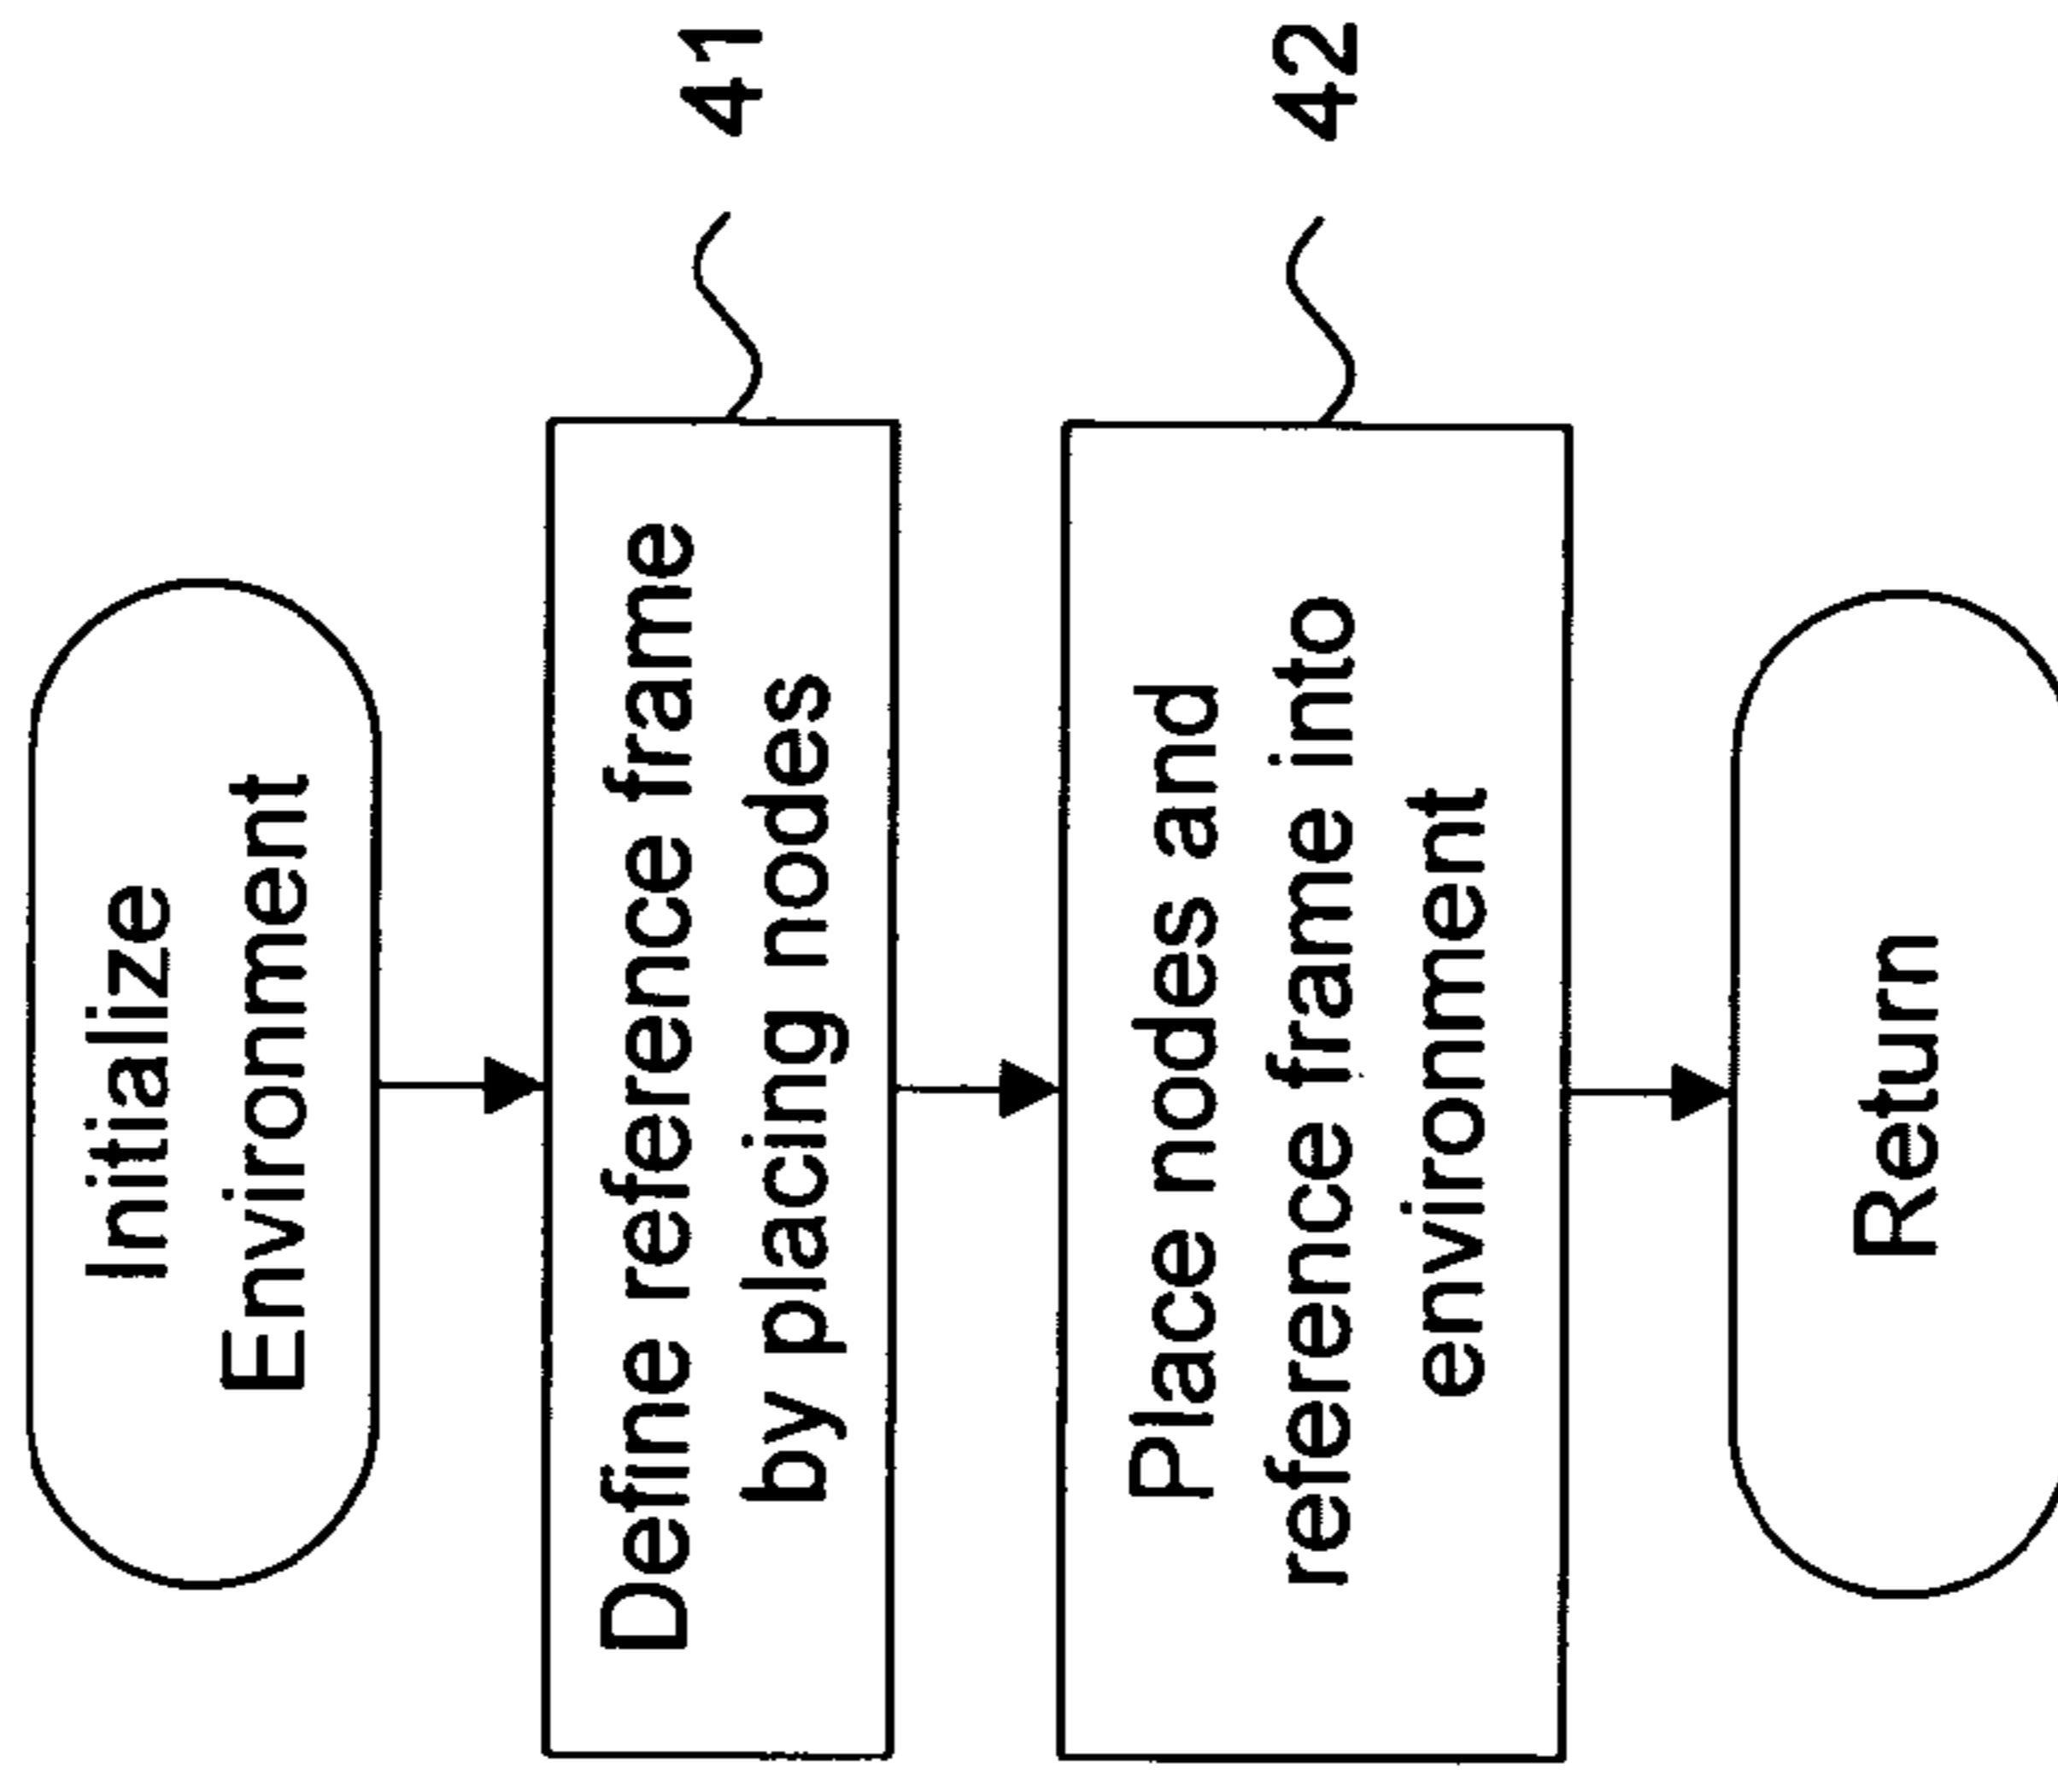 Initialize
Environment
Define reference frame
by placing nodes
41
Place nodes and
reference frame into
environment
42
Return